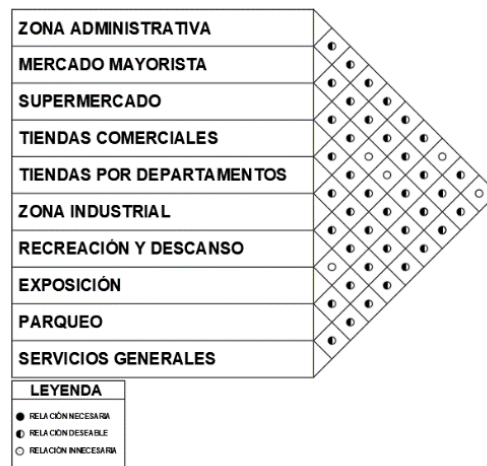 ZONA ADMINISTRATIVA
MERCADO MAYORISTA
SUPERMERCADO
TIENDAS COMERCIALES
TIENDAS POR DEPARTAMENTOS
ZONA INDUSTRIAL
RECREACIÓN Y DESCANSO
EXPOSICIÓN
PARQUEO
SERVICIOS GENERALES
LEYENDA
RELACIÓN NECESARIA
RELACIÓN DESEABLE
RELACIÓN INNECESARIA